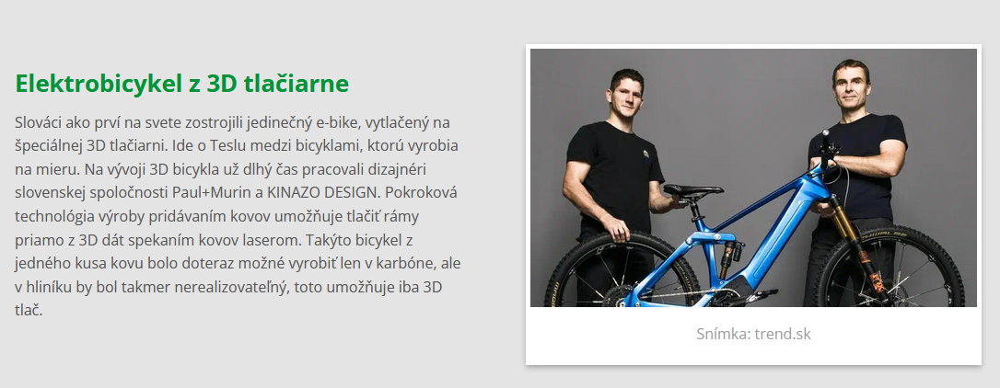 Elektrobicykel z 3D tlačiarne
Slováci ako prví na svete zostrojili jedinečný e-bike, vytlačený na
špeciálnej 3D tlačiarni. Ide o Teslu medzi bicyklami, ktorú vyrobia
na mieru. Na vývoji 3D bicykla už dlhý čas pracovali dizajnéri
slovenskej spoločnosti Paul+Murin a KINAZO DESIGN. Pokroková
technológia výroby pridávaním kovov umožňuje tlačiť rámy
priamo z 3D dát spekaním kovov laserom. Takýto bicykel z
jedného kusa kovu bolo doteraz možné vyrobiť len v karbóne, ale
v hliníku by bol takmer nerealizovateľný, toto umožňuje iba 3D
tlač.
SCHWALBE
Snímka: trend.sk